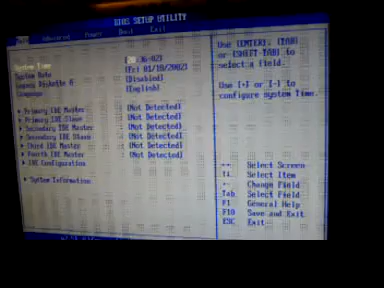 BIOS SETUP UTILITY
Main Advanced Power Boot Exit
System Time
System Date [Fri 01/18/2002]
Legacy Diskette A [Disabled]
Language [English]
Primary IDE Master : [Not Detected]
Primary IDE Slave : [Not Detected]
Secondary IDE Master : [Not Detected]
Secondary IDE Slave : [Not Detected]
Third IDE Master : [Not Detected]
Fourth IDE Master : [Not Detected]
IDE Configuration
System Information
Use [ENTER], [TAB]
or [SHIFT-TAB] to
select a field.
Use [+] or [-] to
configure system Time.
Select Screen
↑↓ Select Item
+- Change Field
Tab Select Field
F1 General Help
F10 Save and Exit
ESC Exit